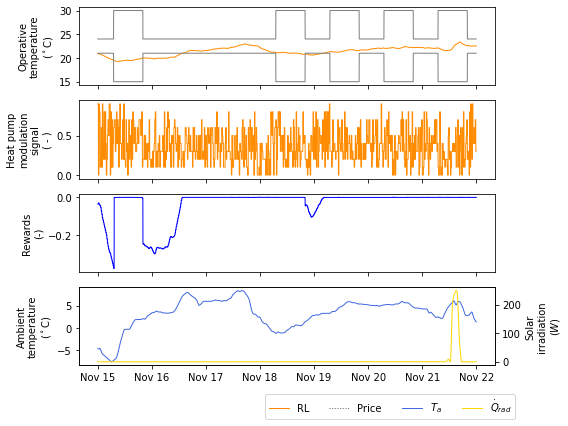 Operative
temperature
(°C)
30
25
20
15
Heat pump
modulation
signal
( - )
0.5
0.0
Rewards
(-)
0.0
−0.2
Ambient
temperature
(°C)
5
0
−5
Solar
irradiation
(W)
200
100
0
Nov 15 Nov 16 Nov 17 Nov 18 Nov 19 Nov 20 Nov 21 Nov 22
RL Price T_a Q̇_rad